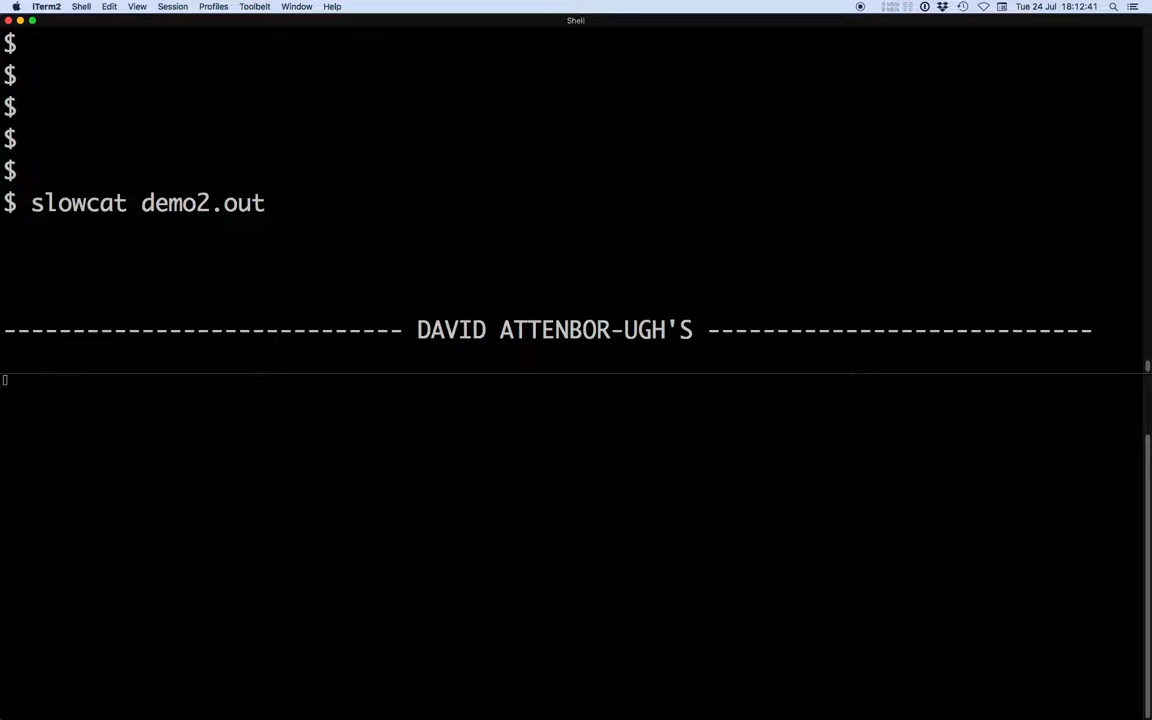 iTerm2 Shell Edit View Session Profiles Toolbelt Window Help Tue 24 Jul 18:12:41
Shell
$
$
$
$
$
$ slowcat demo2.out
----------------------------- DAVID ATTENBOR-UGH'S ----------------------------